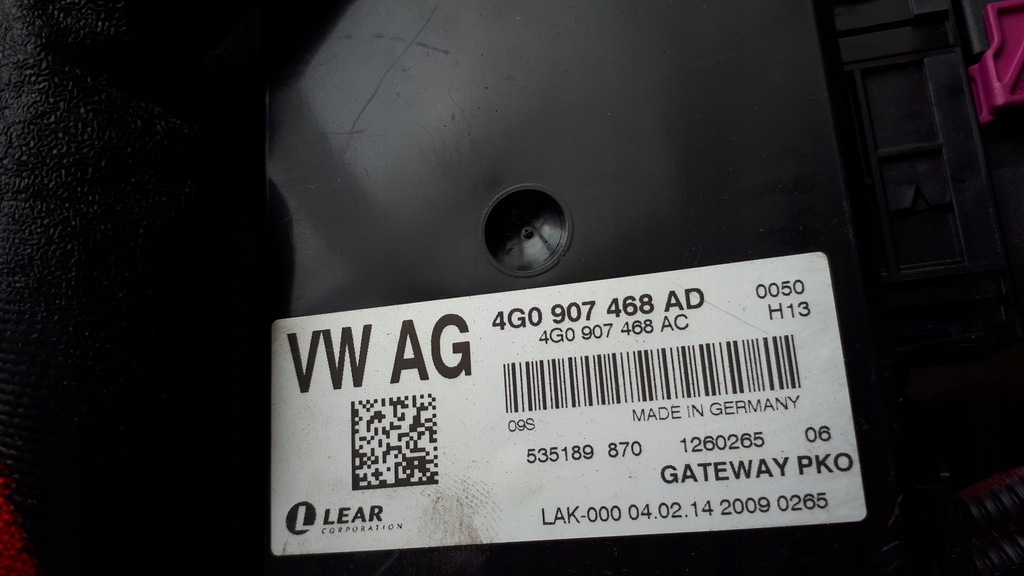 VW AG
4G0 907 468 AD
4G0 907 468 AC
0050
H13
09S
MADE IN GERMANY
535189 870 1260265 06
GATEWAY PKO
LEAR
CORPORATION
LAK-000 04.02.14 2009 0265